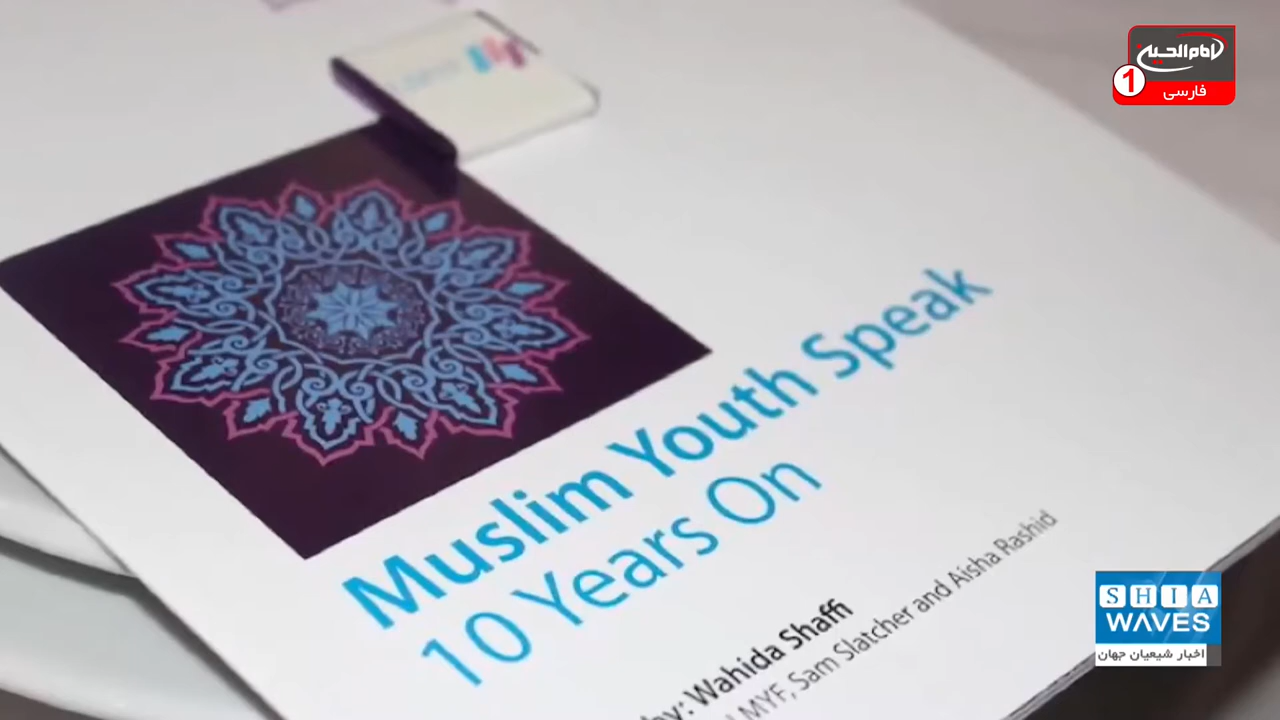 امام الحسین
1
فارسی
Muslim Youth Speak
10 Years On
by: Wahida Shaffi
MYF, Sam Slatcher and Aisha Rashid
SHIA
WAVES
اخبار شیعیان جهان